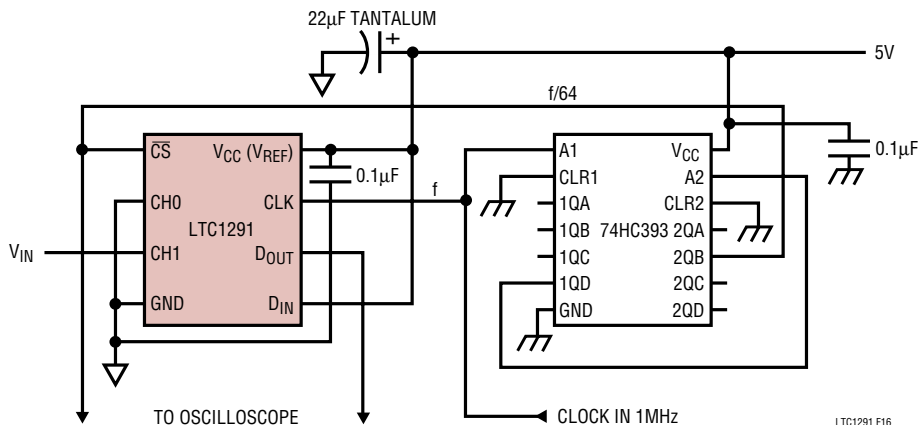 22μF TANTALUM
+
5V
f/64
C̅S̅
VCC (VREF)
0.1μF
CH0
CLK
f
LTC1291
VIN
CH1
DOUT
GND
DIN
A1
VCC
0.1μF
CLR1
A2
1QA
CLR2
1QB
74HC393
2QA
1QC
2QB
1QD
2QC
GND
2QD
TO OSCILLOSCOPE
CLOCK IN 1MHz
LTC1291 F16